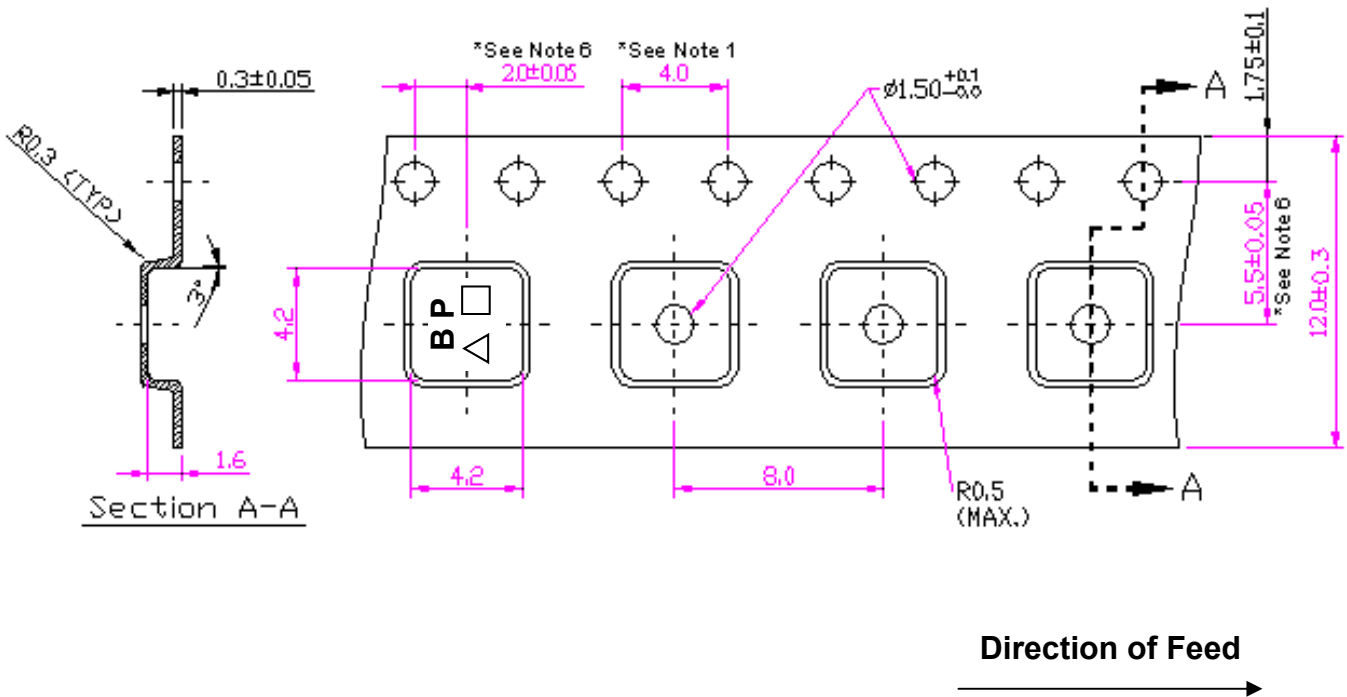 *See Note 6
*See Note 1
2.0±0.05
4.0
0.3±0.05
Ø1.50 +0.1 -0.0
A
1.75±0.1
R0.3 (TYP.)
3°
4.2
B P
5.5±0.05
*See Note 6
12.0±0.3
1.6
4.2
8.0
R0.5
(MAX.)
A
Section A-A
Direction of Feed